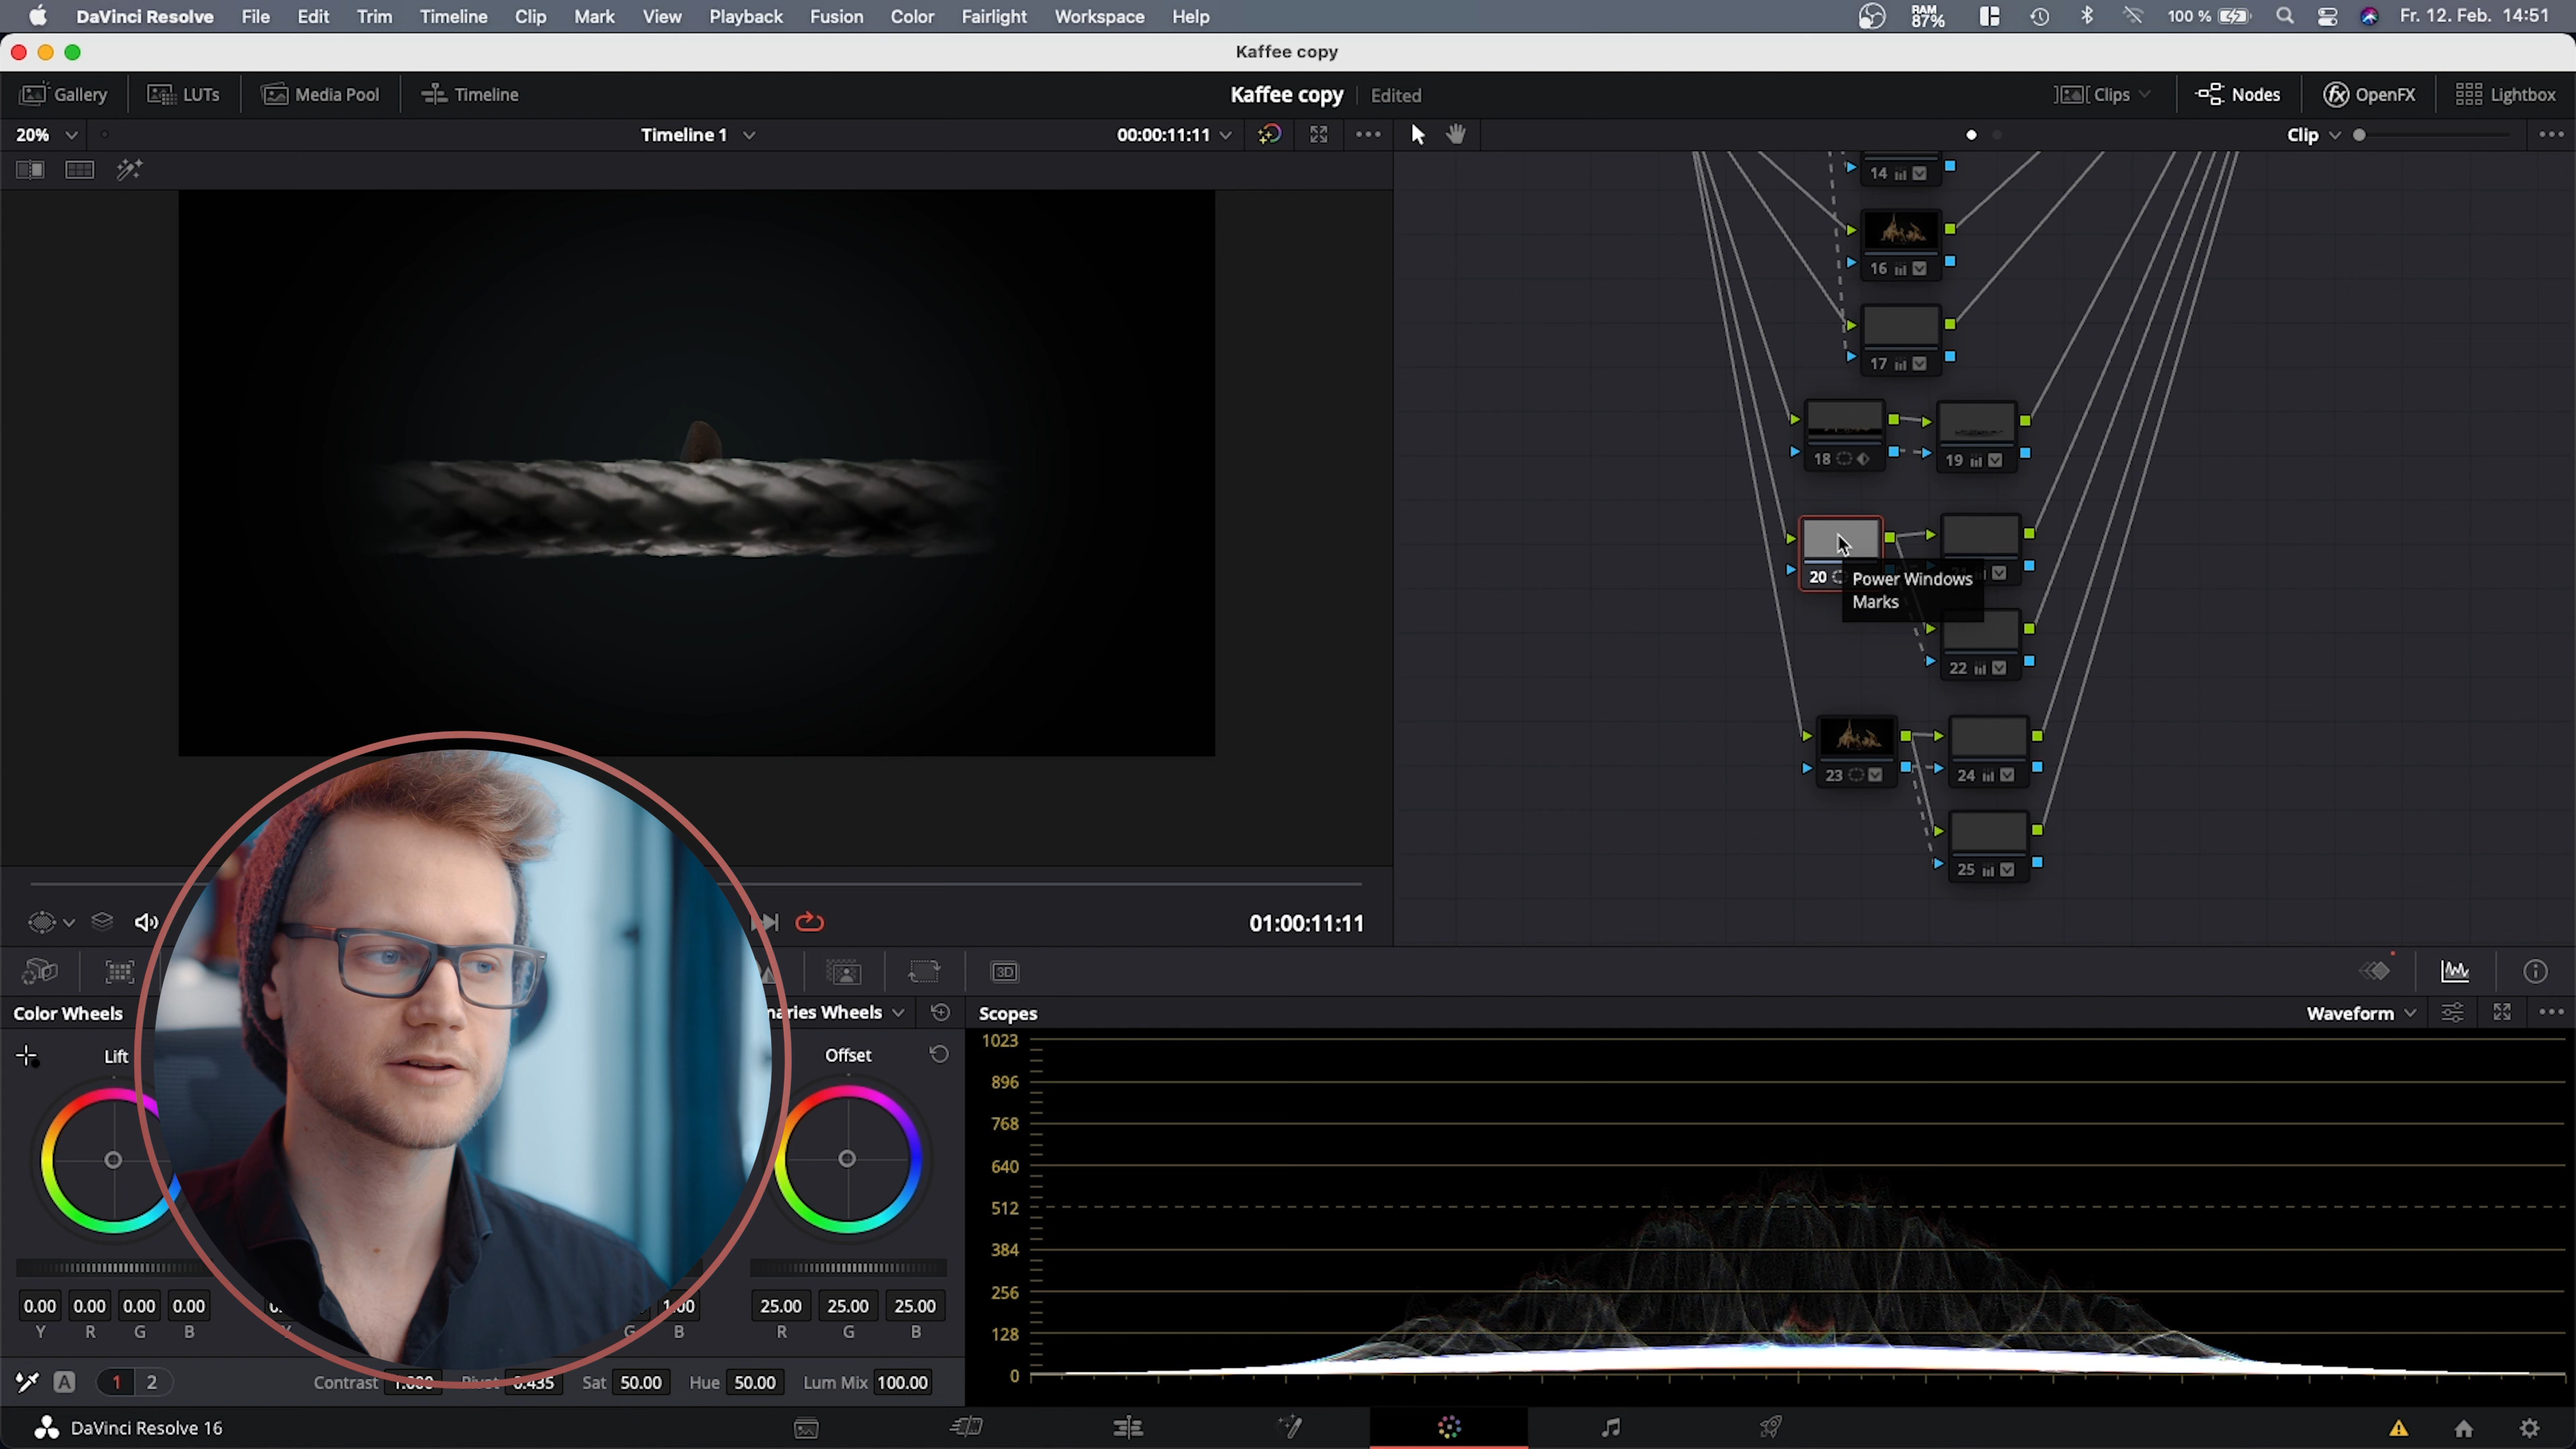 DaVinci Resolve File Edit Trim Timeline Clip Mark View Playback Fusion Color Fairlight Workspace Help RAM 87% 100 % Fr. 12. Feb. 14:51
Kaffee copy
Gallery LUTs Media Pool Timeline Kaffee copy Edited Clips Nodes OpenFX Lightbox
20% Timeline 1 00:00:11:11 Clip
14
16
17
18 19
20
Power Windows
Marks
22
23 24
25
01:00:11:11
3D
Color Wheels Wheels Scopes Waveform
Lift Offset
1023
896
768
640
512
384
256
128
0
0.00 0.00 0.00 0.00 25.00 25.00 25.00
Y R G B Y G B R G B
A 1 2 Contrast Sat 50.00 Hue 50.00 Lum Mix 100.00
DaVinci Resolve 16